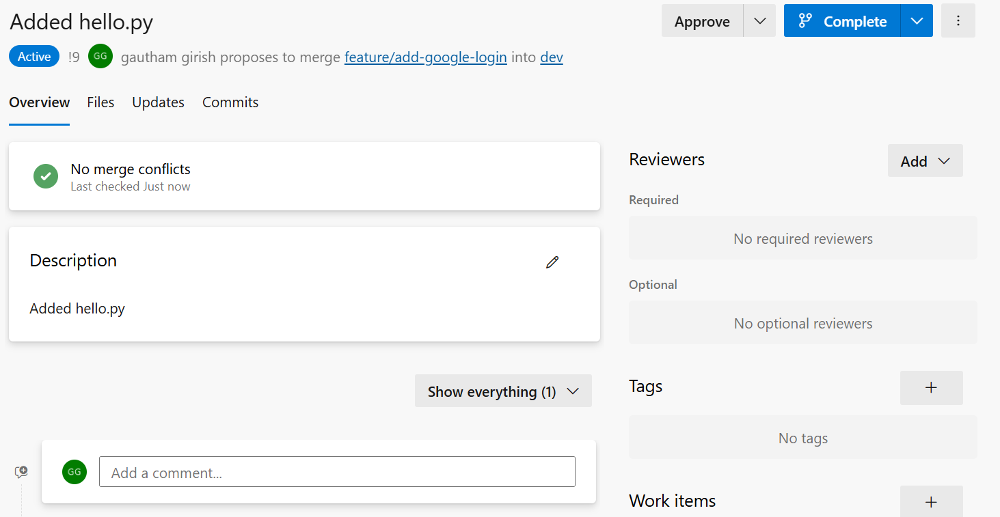 Added hello.py
Approve
Complete
Active !9 GG gautham girish proposes to merge feature/add-google-login into dev
Overview Files Updates Commits
No merge conflicts
Last checked Just now
Description
Added hello.py
Show everything (1)
GG Add a comment...
Reviewers
Add
Required
No required reviewers
Optional
No optional reviewers
Tags
+
No tags
Work items
+